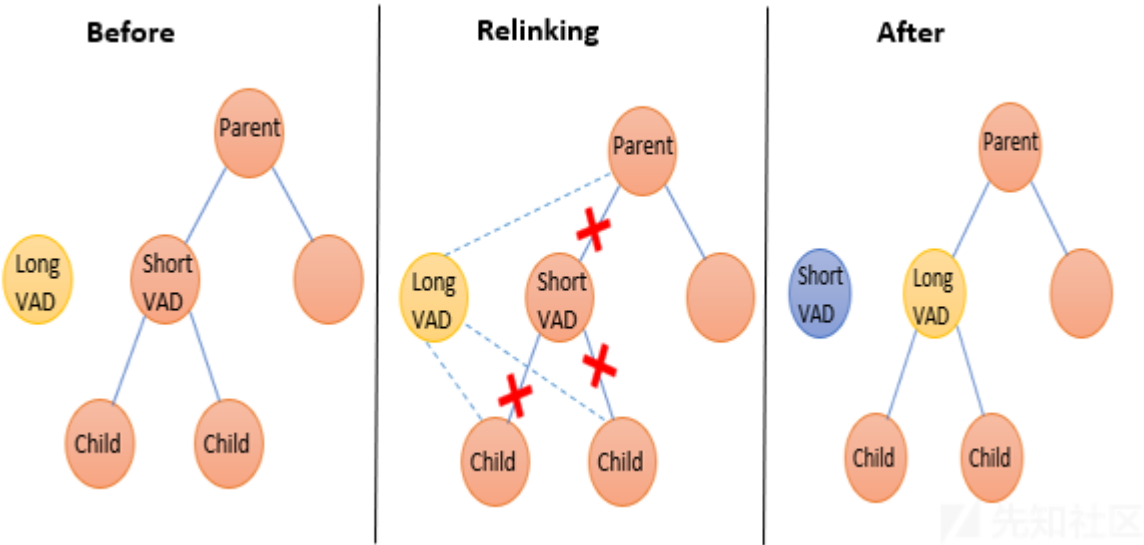 Before
Relinking
After
Parent
Long
VAD
Short
VAD
Child
Child
Parent
Long
VAD
Short
VAD
Child
Child
Parent
Short
VAD
Long
VAD
Child
Child
先知社区